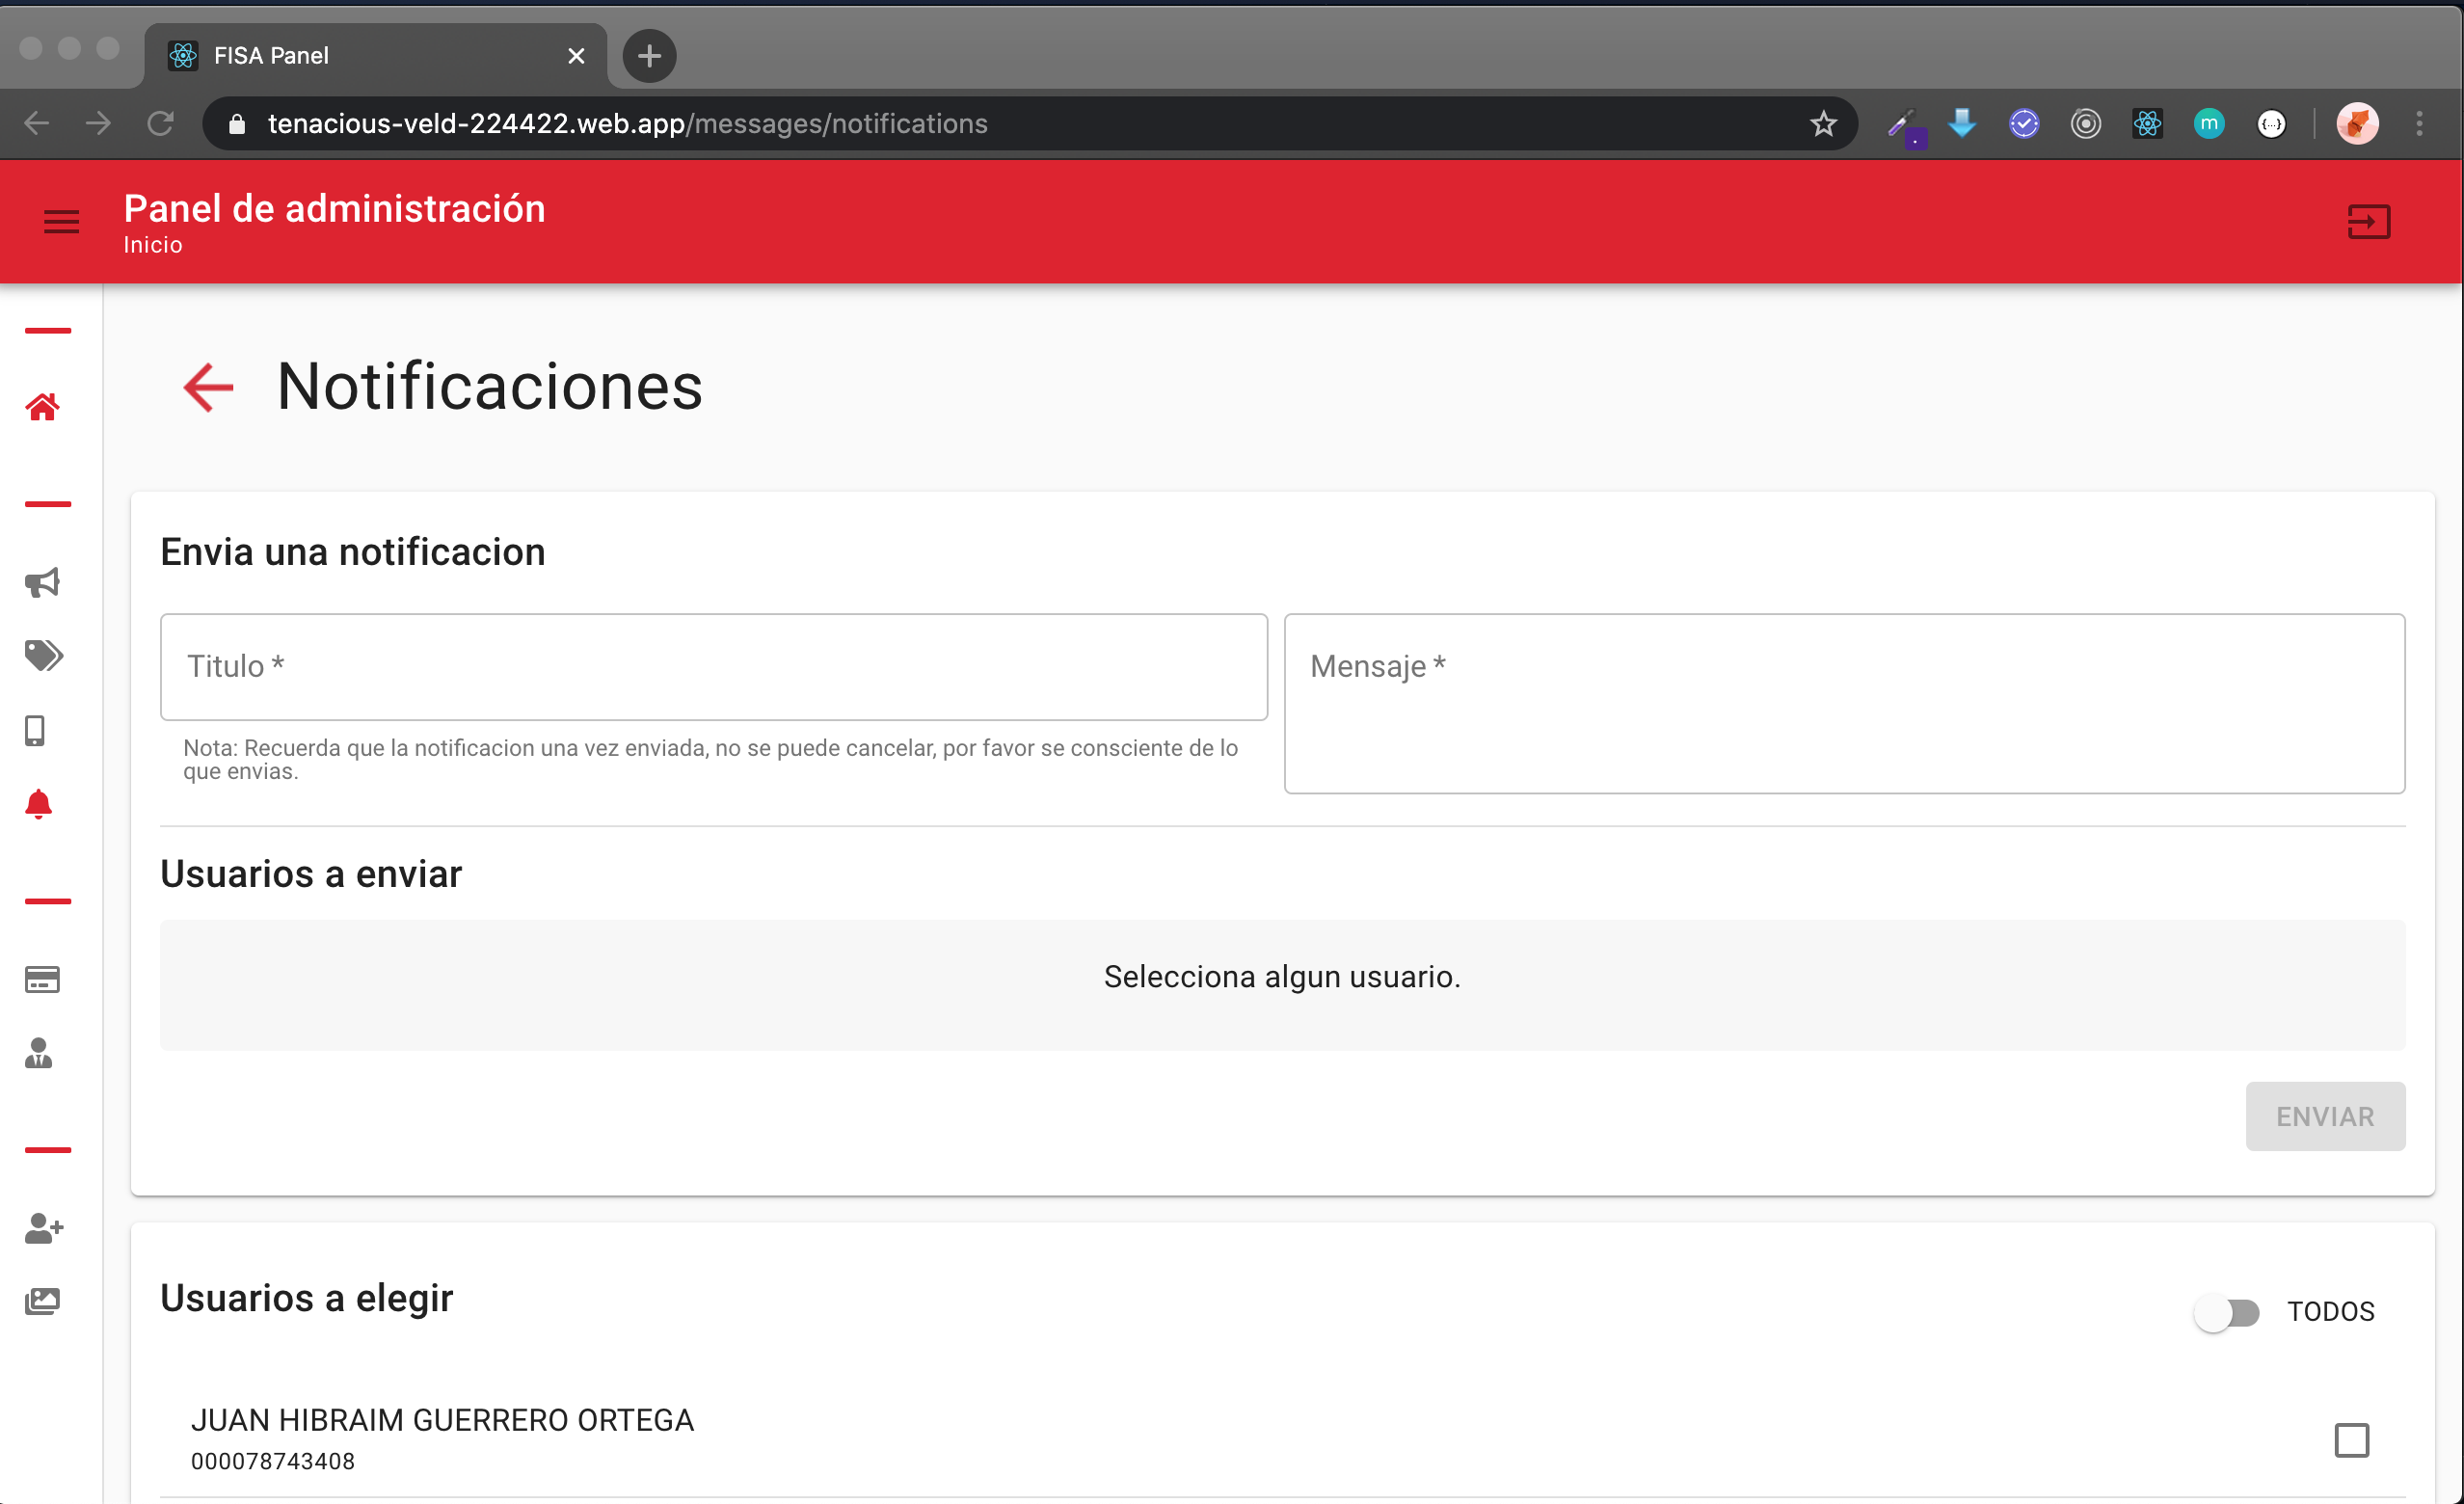 FISA Panel
tenacious-veld-224422.web.app/messages/notifications
m
{...}
Panel de administración
Inicio
Notificaciones
Envia una notificacion
Titulo *
Mensaje *
Nota: Recuerda que la notificacion una vez enviada, no se puede cancelar, por favor se consciente de lo
que envias.
Usuarios a enviar
Selecciona algun usuario.
ENVIAR
Usuarios a elegir
TODOS
JUAN HIBRAIM GUERRERO ORTEGA
000078743408